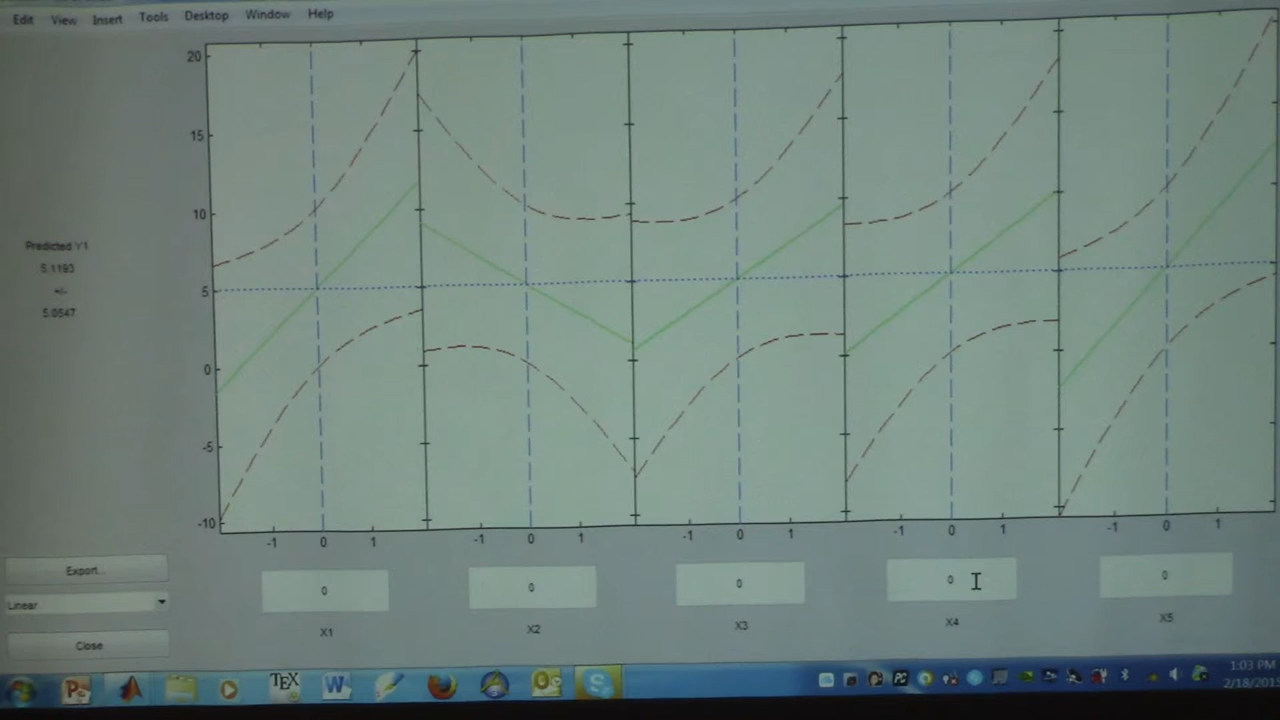 Edit View Insert Tools Desktop Window Help
20
15
10
5
0
-5
-10
Predicted Y1
5.1193
+/-
5.0547
-1 0 1 -1 0 1 -1 0 1 -1 0 1 -1 0 1
Export...
Linear
Close
0 0 0 0 0
X1 X2 X3 X4 X5
TEX
W
PC
1:03 PM